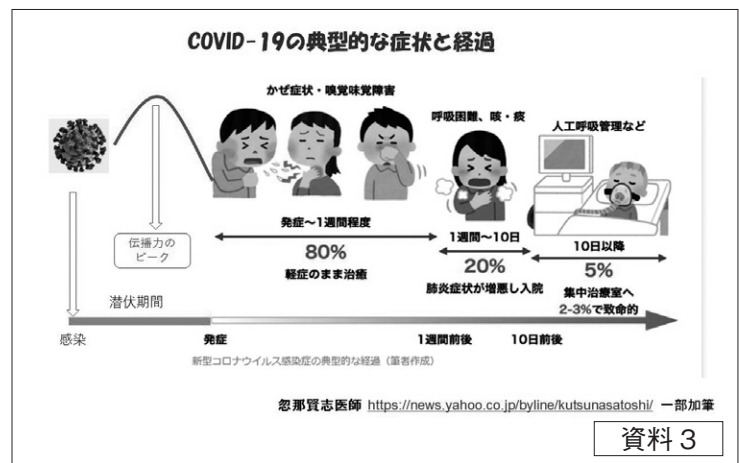 COVID-19の典型的な症状と経過
かぜ症状・嗅覚味覚障害
呼吸困難、咳・痰
人工呼吸管理など
伝播力の
ピーク
発症〜1週間程度
80%
軽症のまま治癒
1週間〜10日
20%
肺炎症状が増悪し入院
10日以降
5%
集中治療室へ
2-3%で致命的
潜伏期間
感染
発症
1週間前後
10日前後
新型コロナウイルス感染症の典型的な経過（筆者作成）
忽那賢志医師 https://news.yahoo.co.jp/byline/kutsunasatoshi/ 一部加筆
資料３